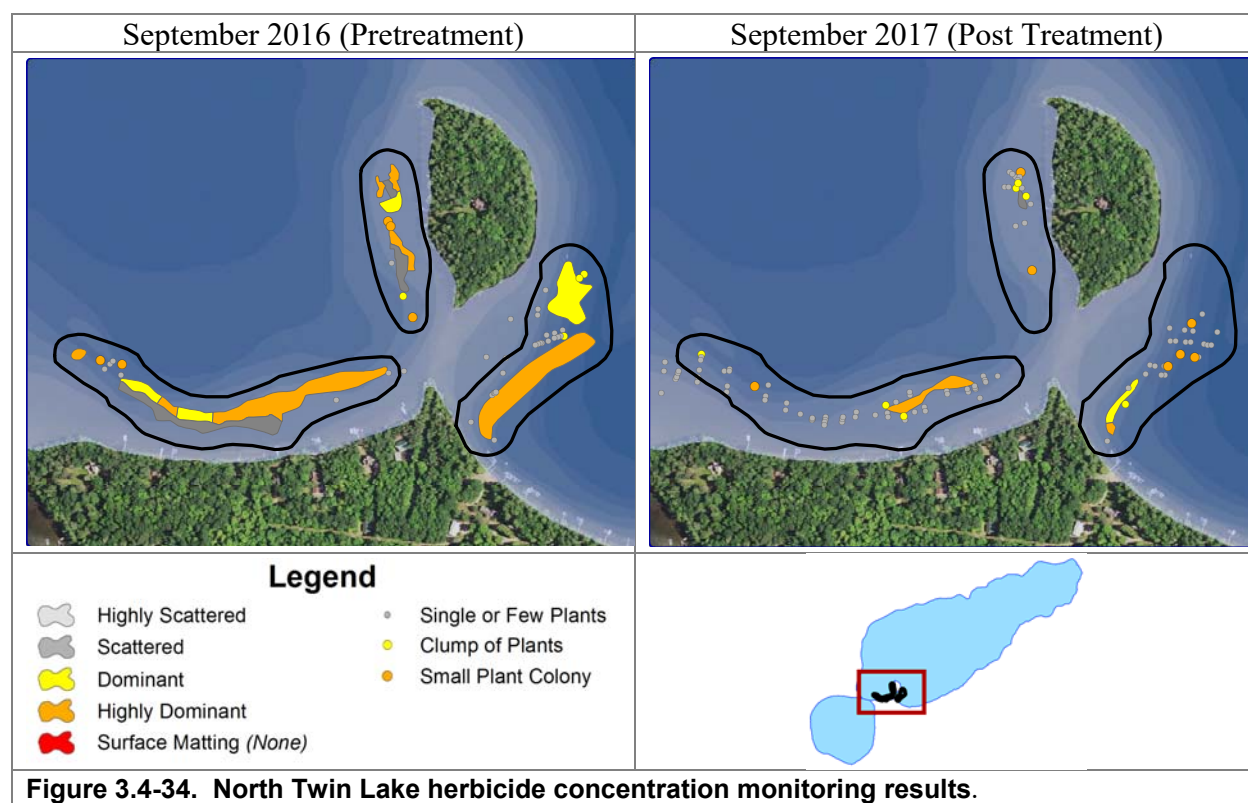 September 2016 (Pretreatment)
September 2017 (Post Treatment)
Legend
Highly Scattered
Scattered
Dominant
Highly Dominant
Surface Matting (None)
Single or Few Plants
Clump of Plants
Small Plant Colony
Figure 3.4-34. North Twin Lake herbicide concentration monitoring results.